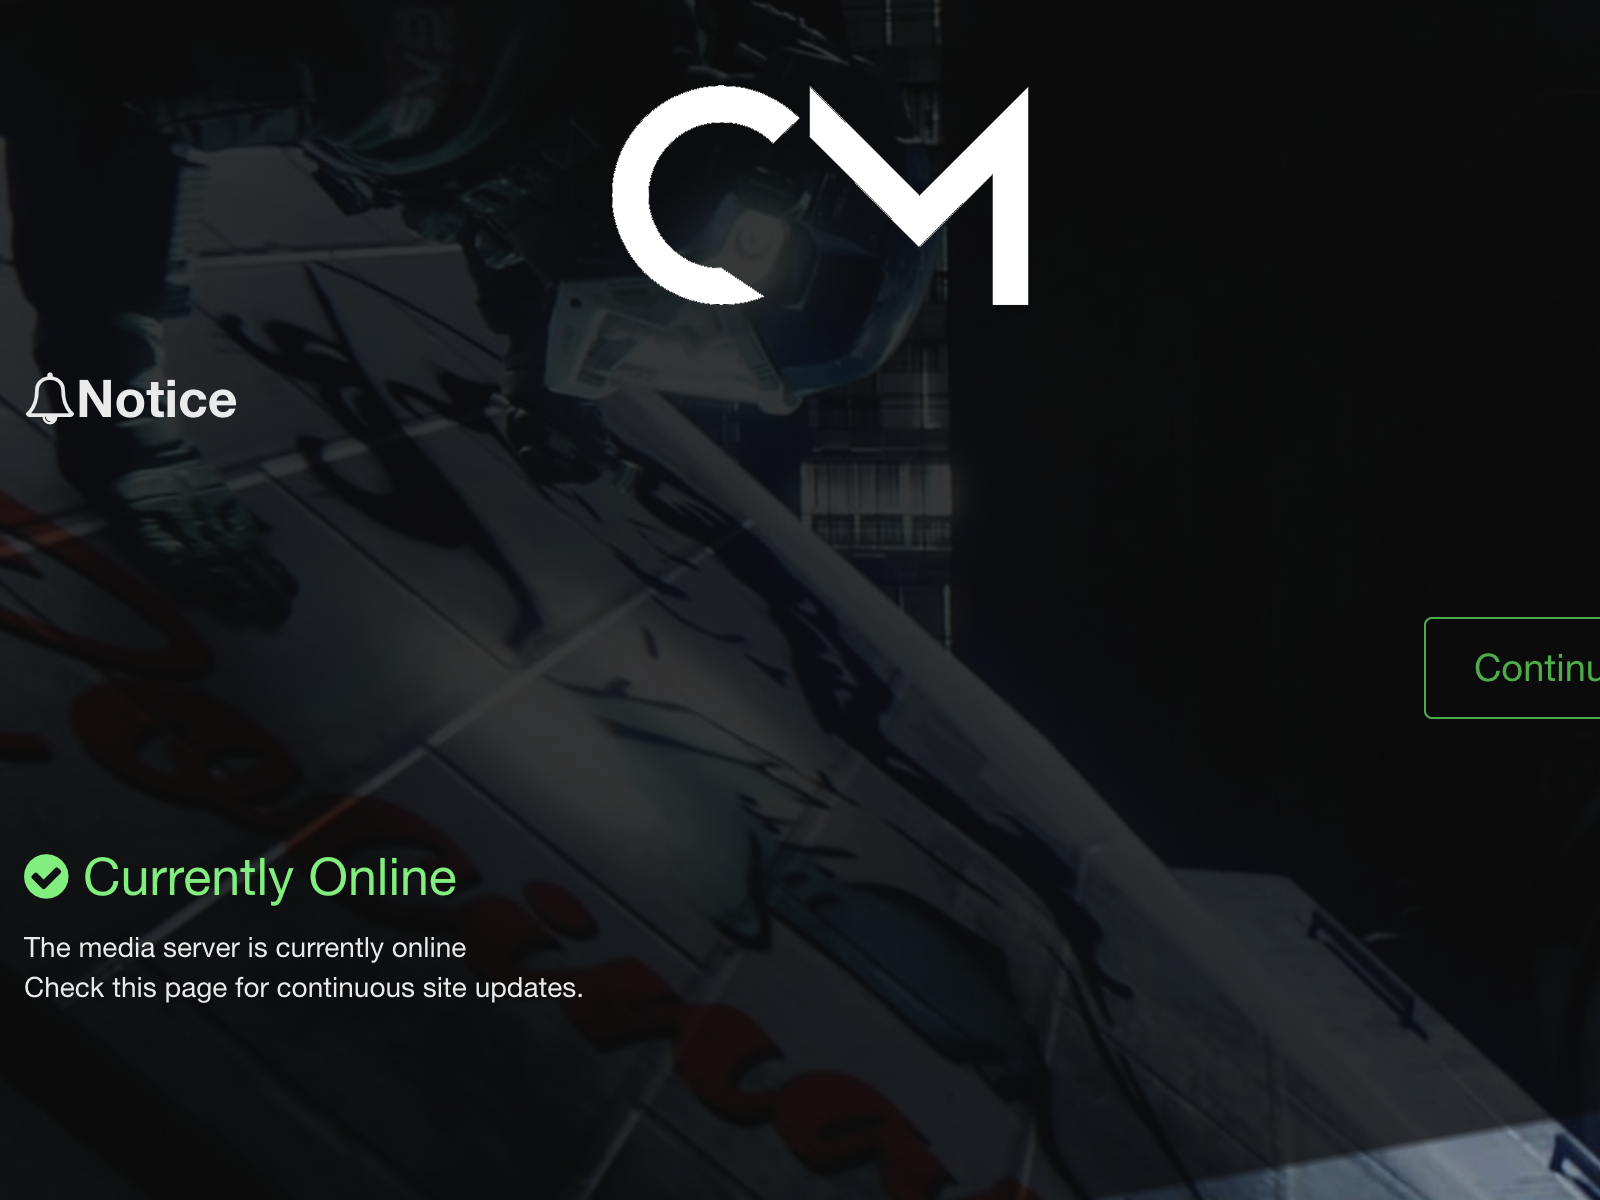 CM
Notice
Continu
Currently Online
The media server is currently online
Check this page for continuous site updates.